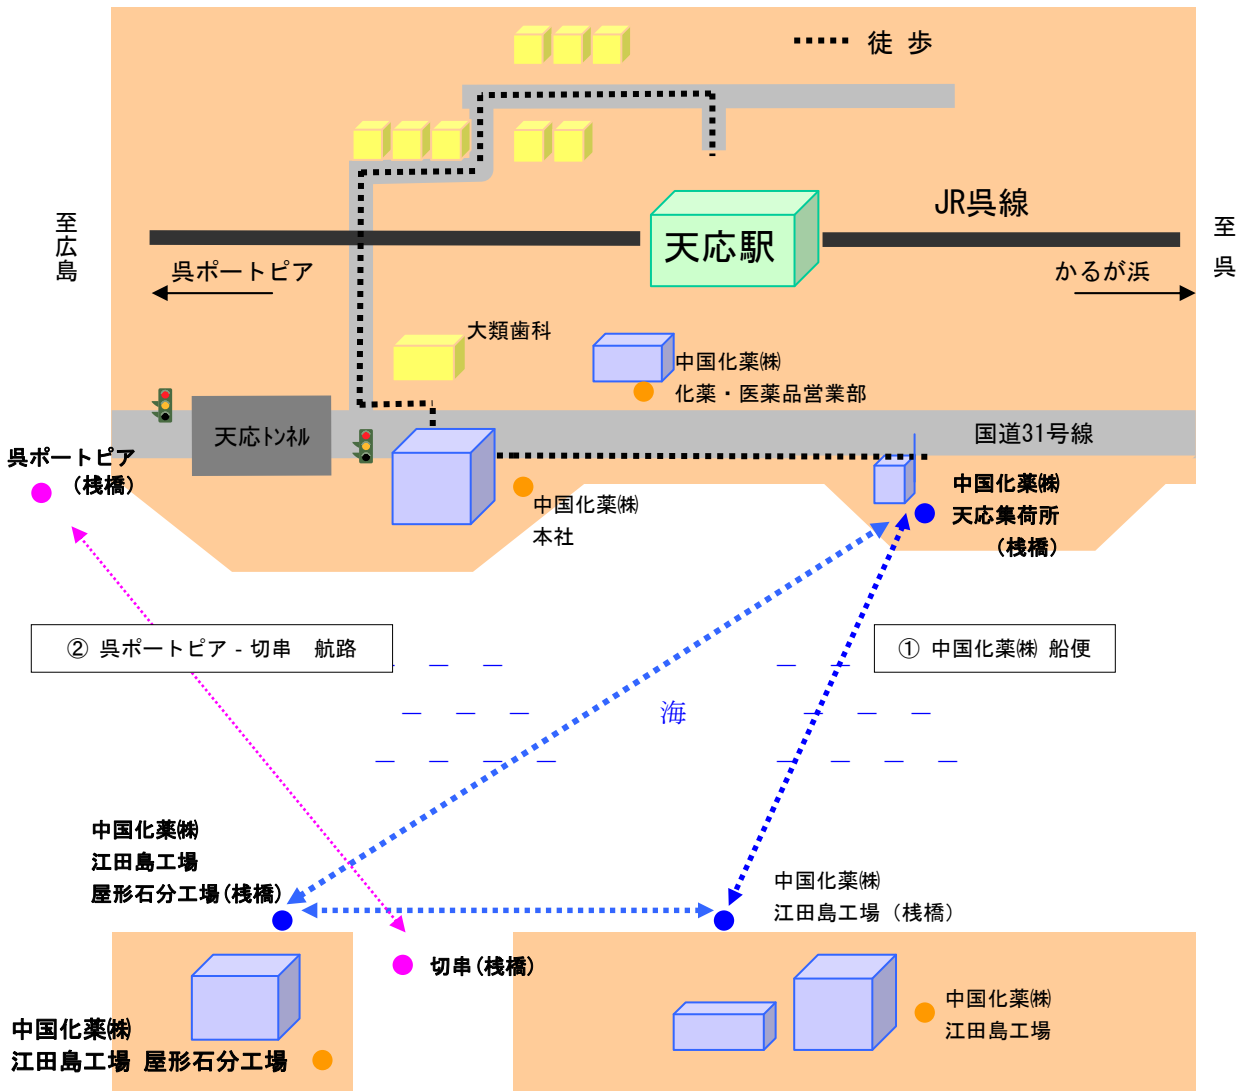 徒 歩
JR呉線
至広島
至呉
天応駅
呉ポートピア
かるが浜
大類歯科
中国化薬㈱
化薬・医薬品営業部
天応ﾄﾝﾈﾙ
国道31号線
呉ポートピア
（桟橋）
中国化薬㈱
本社
中国化薬㈱
天応集荷所
（桟橋）
② 呉ポートピア - 切串　航路
① 中国化薬㈱ 船便
海
中国化薬㈱
江田島工場
屋形石分工場(桟橋)
中国化薬㈱
江田島工場（桟橋）
切串(桟橋)
中国化薬㈱
江田島工場
中国化薬㈱
江田島工場 屋形石分工場